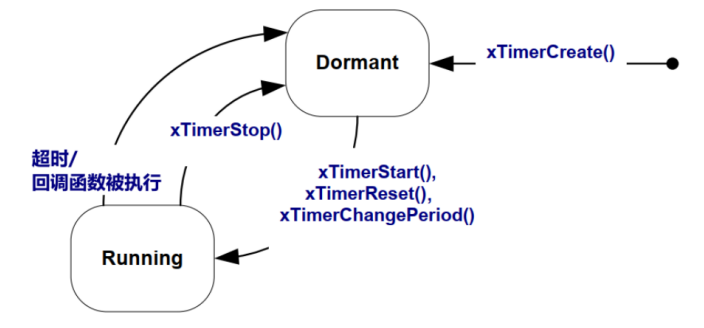 Dormant
xTimerCreate()
xTimerStop()
超时/
回调函数被执行
xTimerStart(),
xTimerReset(),
xTimerChangePeriod()
Running